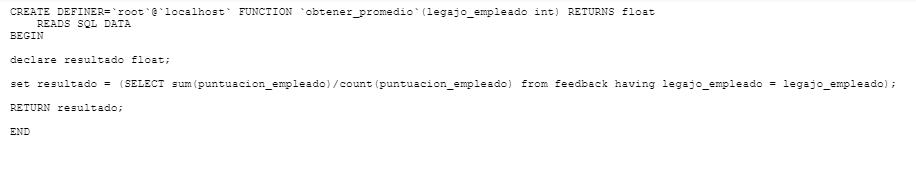 CREATE DEFINER=`root`@`localhost` FUNCTION `obtener_promedio`(legajo_empleado int) RETURNS float
    READS SQL DATA
BEGIN
declare resultado float;
set resultado = (SELECT sum(puntuacion_empleado)/count(puntuacion_empleado) from feedback having legajo_empleado = legajo_empleado);
RETURN resultado;
END